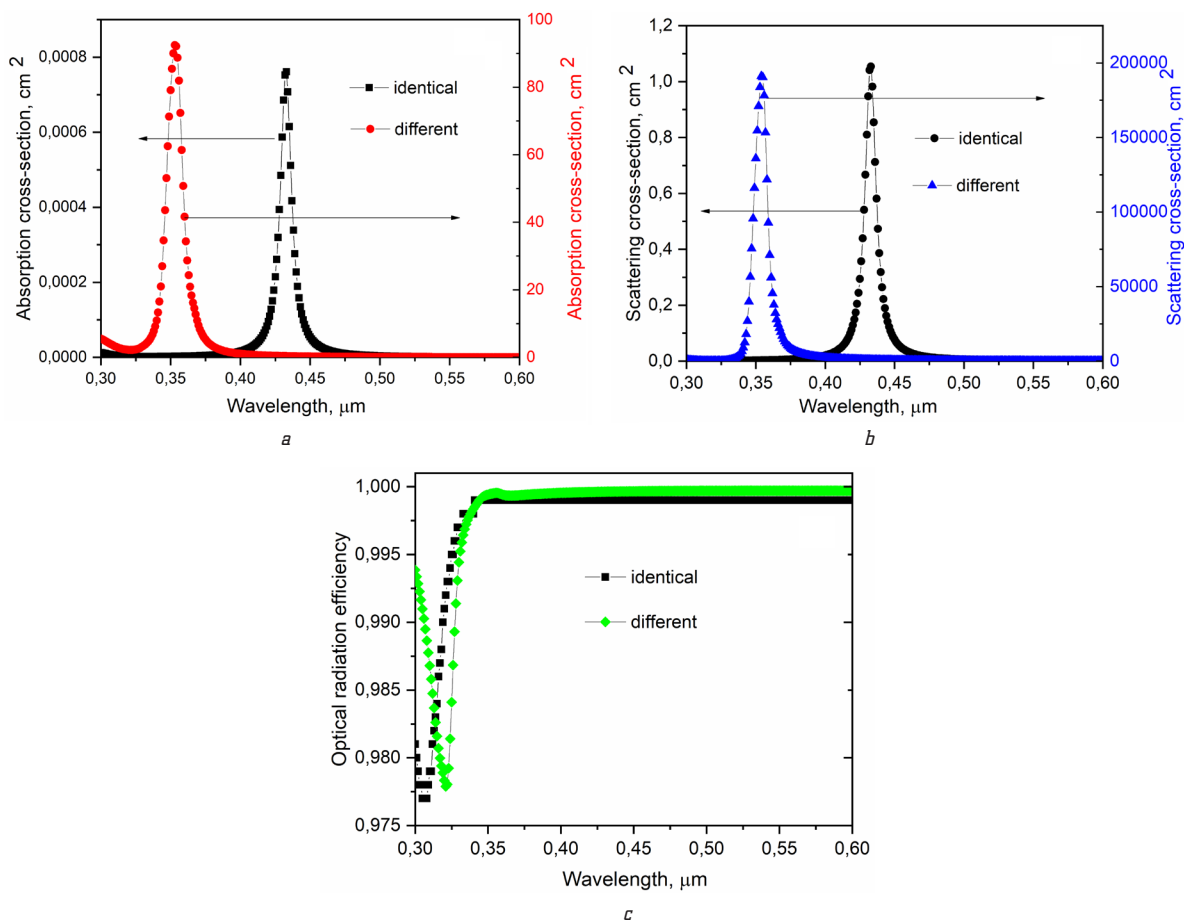 Absorption cross-section, cm 2
0,0008
0,0006
0,0004
0,0002
0,0000
100
80
60
40
20
0
Absorption cross-section, cm 2
identical
different
0,30 0,35 0,40 0,45 0,50 0,55 0,60
Wavelength, μm
a
Scattering cross-section, cm 2
1,2
1,0
0,8
0,6
0,4
0,2
0,0
200000
150000
100000
50000
0
Scattering cross-section, cm 2
identical
different
0,30 0,35 0,40 0,45 0,50 0,55 0,60
Wavelength, μm
b
Optical radiation efficiency
1,000
0,995
0,990
0,985
0,980
0,975
identical
different
0,30 0,35 0,40 0,45 0,50 0,55 0,60
Wavelength, μm
c